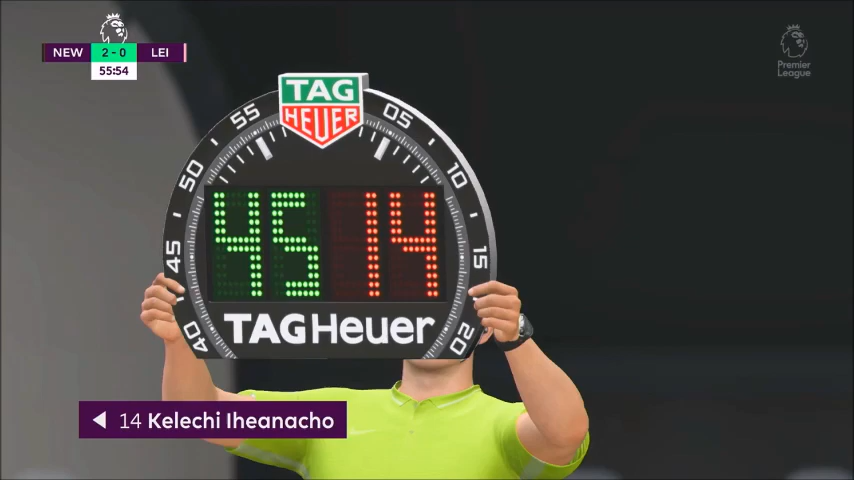 NEW 2 - 0 LEI
55:54
Premier
League
TAG
HEUER
55 05
50 10
45 15
40 20
45 14
TAGHeuer
14 Kelechi Iheanacho